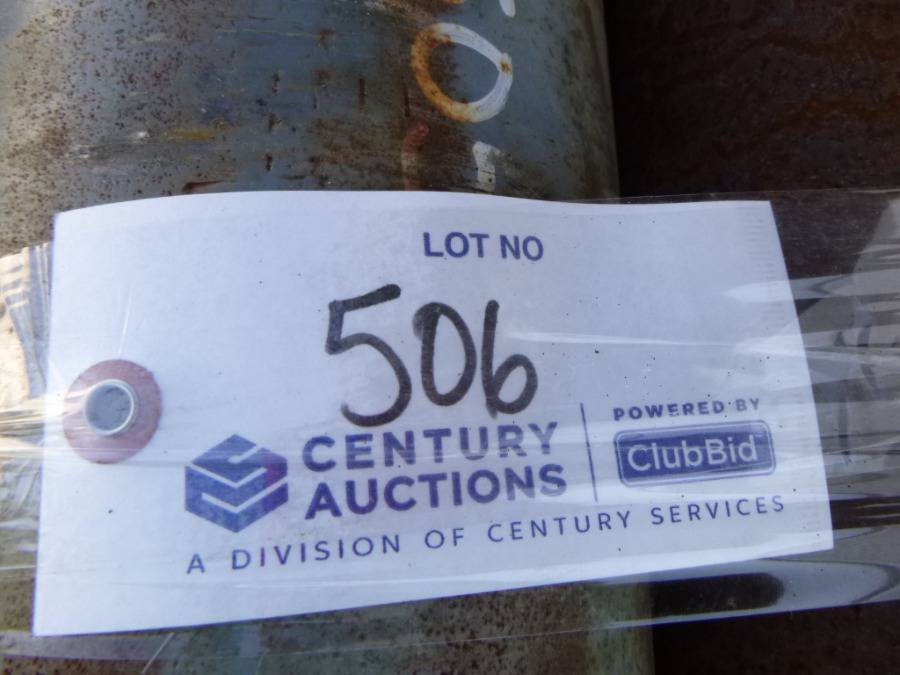 LOT NO
506
CENTURY
AUCTIONS
POWERED BY
ClubBid
A DIVISION OF CENTURY SERVICES